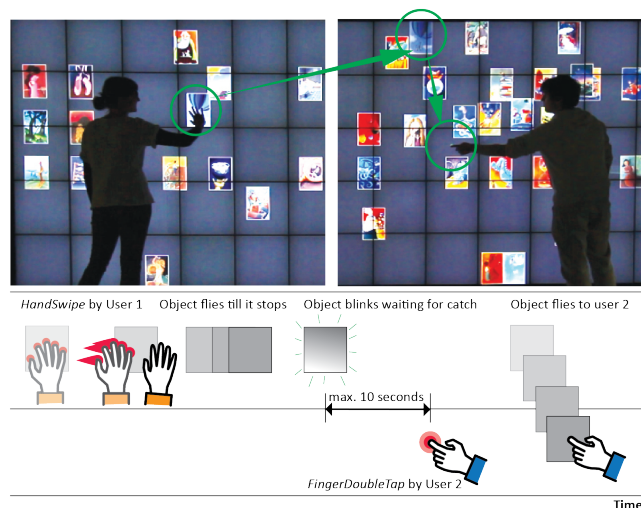 HandSwipe by User 1
Object flies till it stops
Object blinks waiting for catch
Object flies to user 2
max. 10 seconds
FingerDoubleTap by User 2
Time